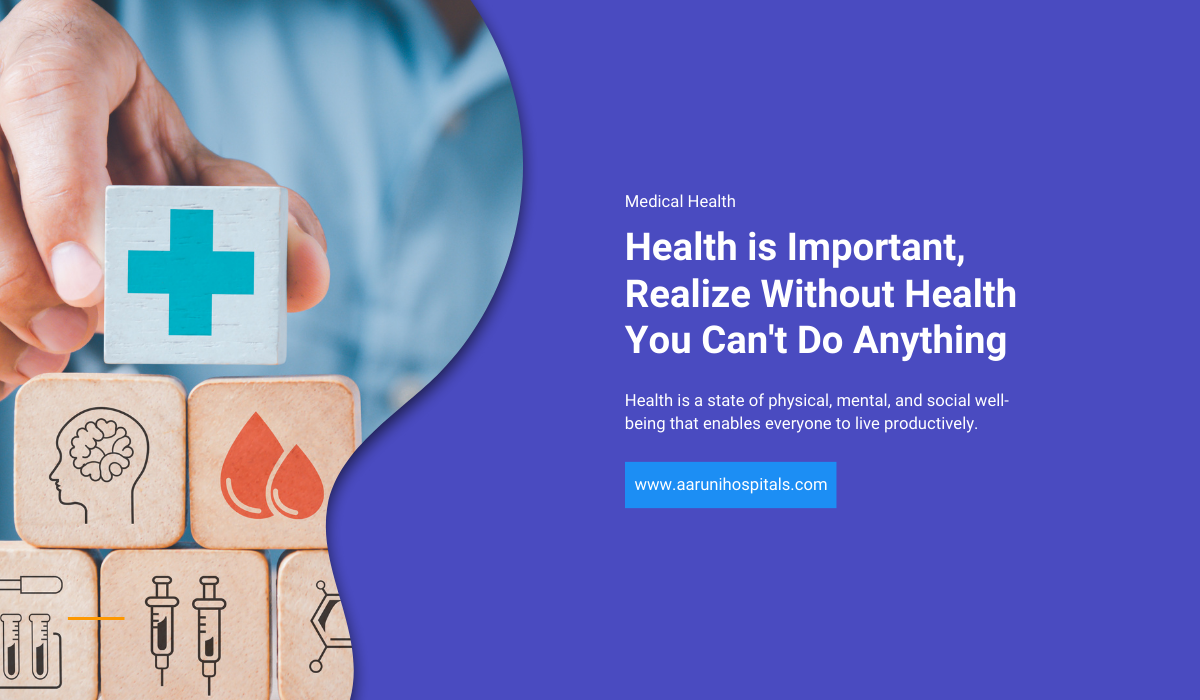 Medical Health
Health is Important,
Realize Without Health
You Can't Do Anything
Health is a state of physical, mental, and social well-
being that enables everyone to live productively.
www.aarunihospitals.com